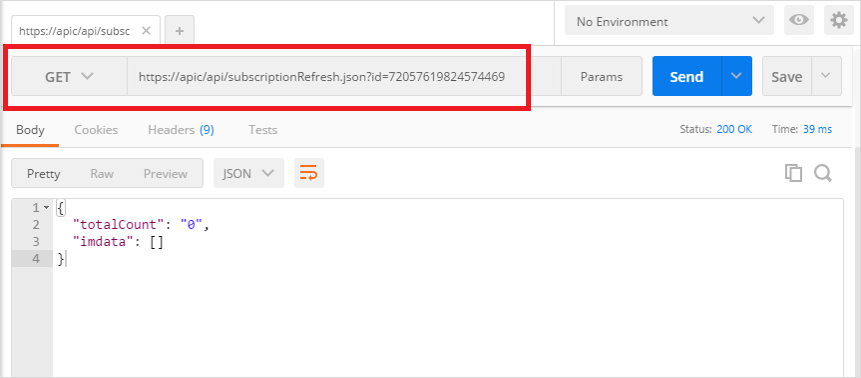 https://apic/api/subsc × +
No Environment
GET https://apic/api/subscriptionRefresh.json?id=72057619824574469 Params Send Save
Body Cookies Headers (9) Tests Status: 200 OK Time: 39 ms
Pretty Raw Preview JSON
1 {
2 "totalCount": "0",
3 "imdata": []
4 }